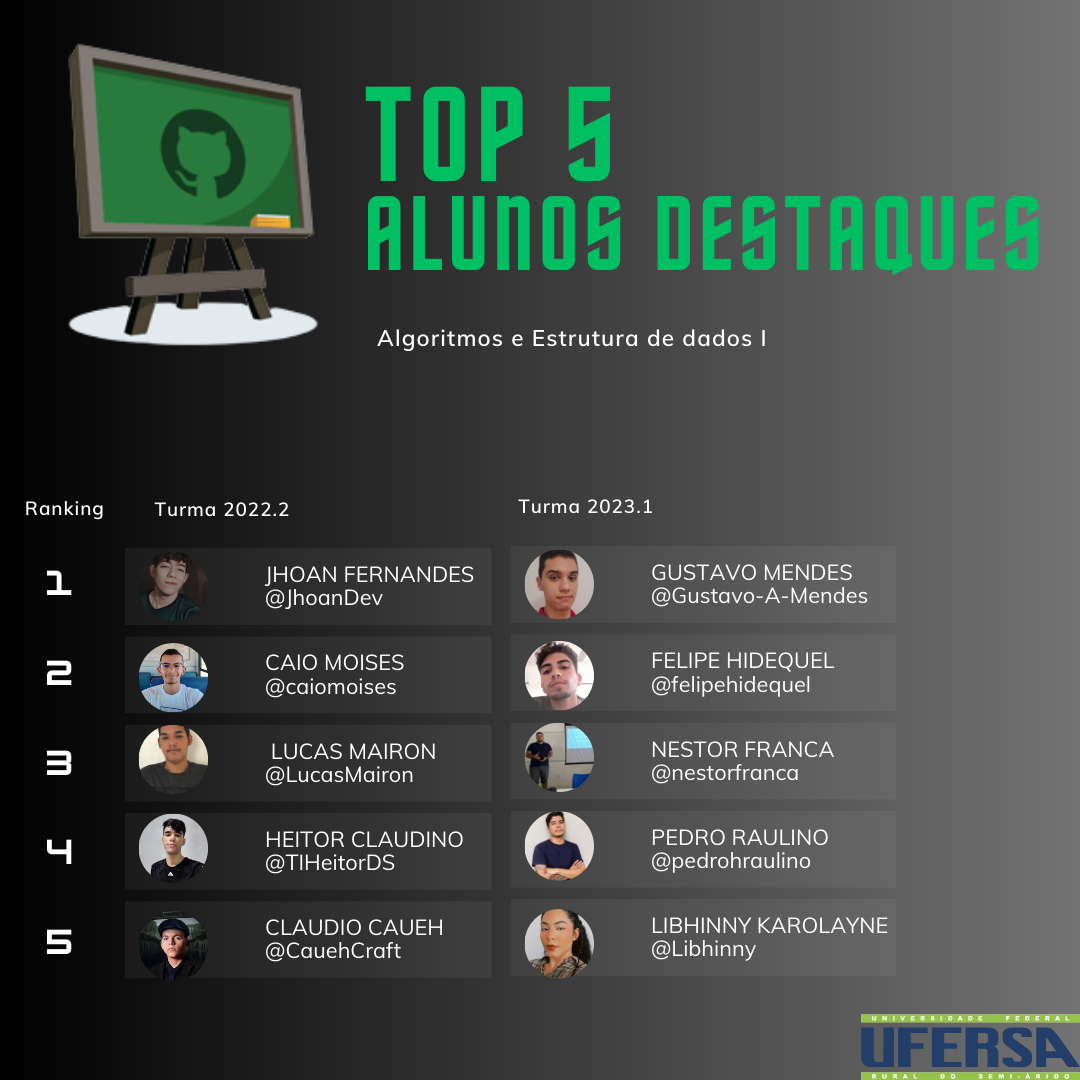 TOP 5
ALUNOS DESTAQUES
Algoritmos e Estrutura de dados I
Ranking
Turma 2022.2
Turma 2023.1
1
JHOAN FERNANDES
@JhoanDev
GUSTAVO MENDES
@Gustavo-A-Mendes
2
CAIO MOISES
@caiomoises
FELIPE HIDEQUEL
@felipehidequel
3
LUCAS MAIRON
@LucasMairon
NESTOR FRANCA
@nestorfranca
4
HEITOR CLAUDINO
@TIHeitorDS
PEDRO RAULINO
@pedrohraulino
5
CLAUDIO CAUEH
@CauehCraft
LIBHINNY KAROLAYNE
@Libhinny
UNIVERSIDADE FEDERAL
UFERSA
RURAL DO SEMI-ÁRIDO